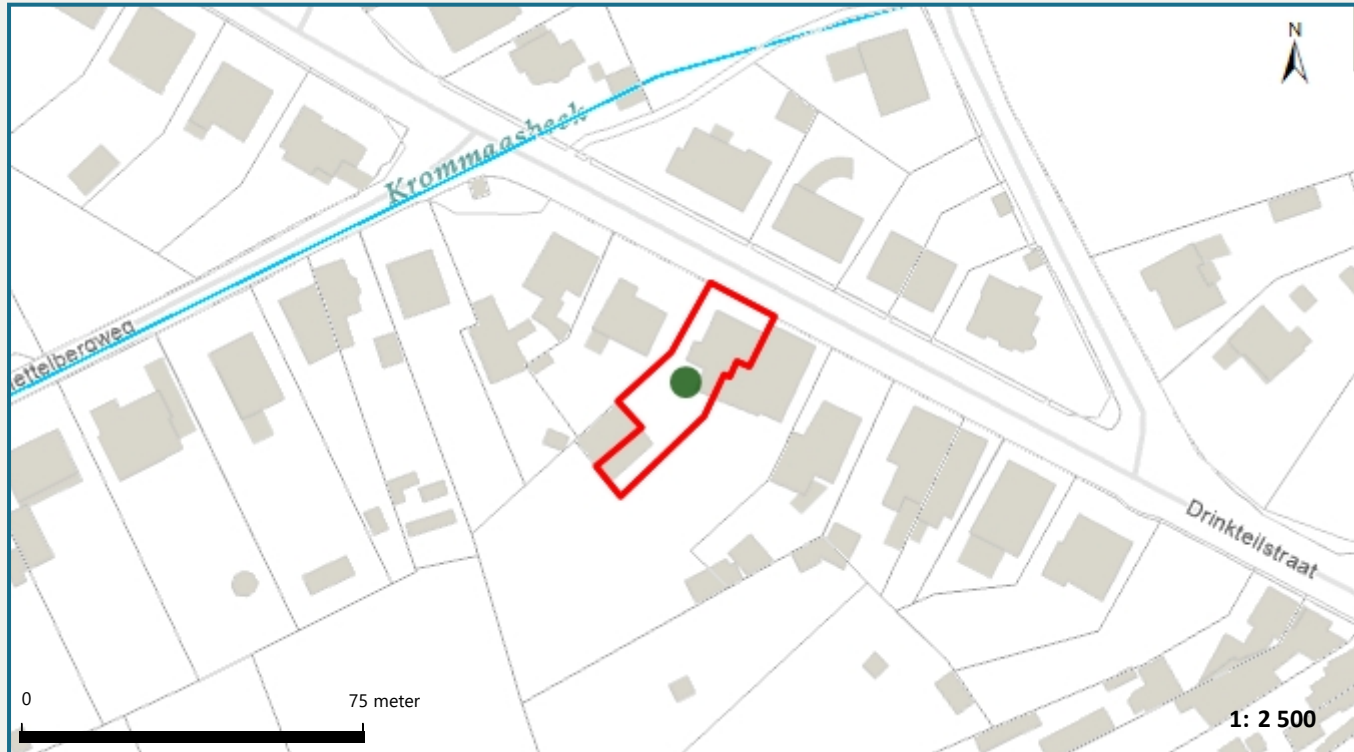 N
Krommaasbeek
ettelbergweg
Drinkteilstraat
0
75 meter
1: 2 500